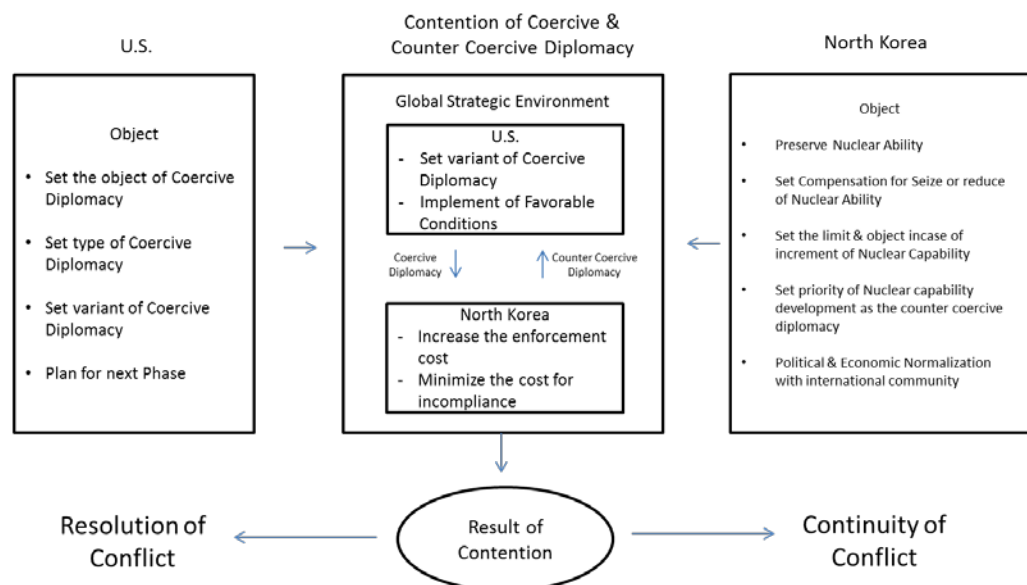 U.S.
Object
• Set the object of Coercive
Diplomacy
• Set type of Coercive
Diplomacy
• Set variant of Coercive
Diplomacy
• Plan for next Phase
Contention of Coercive &
Counter Coercive Diplomacy
Global Strategic Environment
U.S.
- Set variant of Coercive
Diplomacy
- Implement of Favorable
Conditions
Coercive
Diplomacy
Counter Coercive
Diplomacy
North Korea
- Increase the enforcement
cost
- Minimize the cost for
incompliance
North Korea
Object
• Preserve Nuclear Ability
• Set Compensation for Seize or reduce
of Nuclear Ability
• Set the limit & object incase of
increment of Nuclear Capability
• Set priority of Nuclear capability
development as the counter coercive
diplomacy
• Political & Economic Normalization
with international community
Resolution of
Conflict
Result of
Contention
Continuity of
Conflict